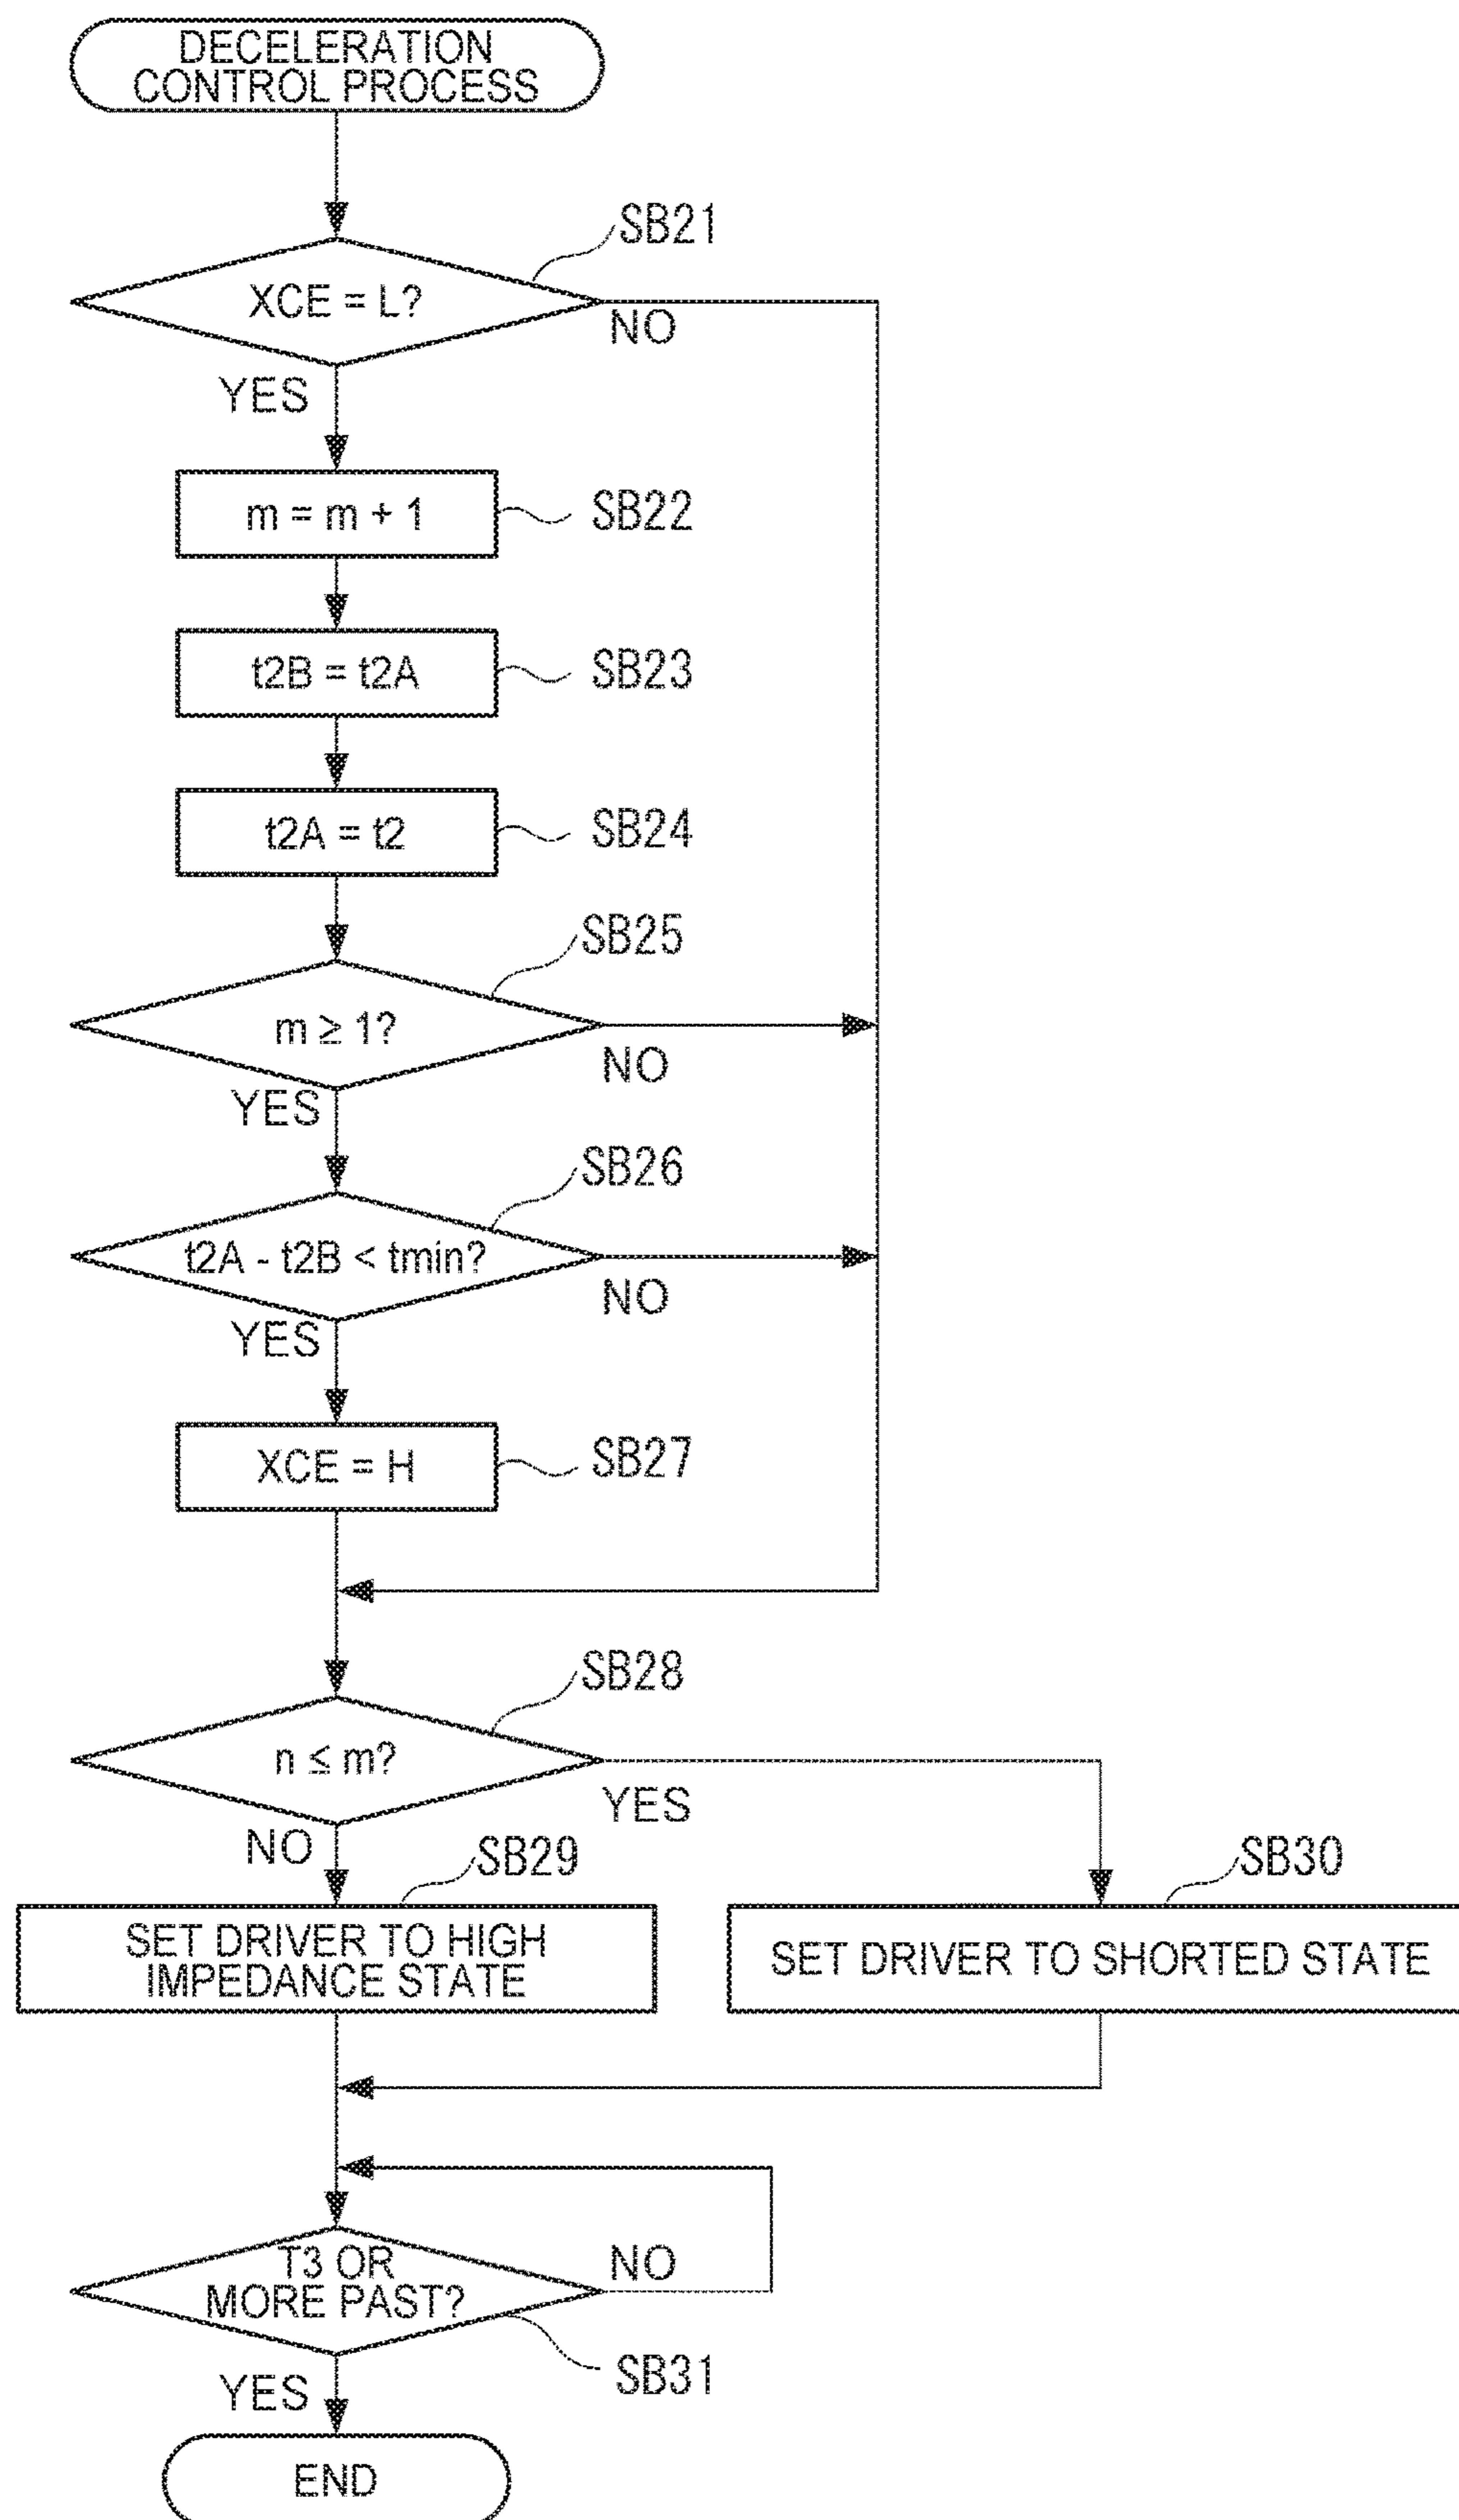 DECELERATION
CONTROL PROCESS
SB21
XCE = L?
NO
YES
m = m + 1
SB22
t2B = t2A
SB23
t2A = t2
SB24
SB25
m ≥ 1?
NO
YES
SB26
t2A - t2B < tmin?
NO
YES
XCE = H
SB27
SB28
n ≤ m?
YES
NO
SB29
SB30
SET DRIVER TO HIGH
IMPEDANCE STATE
SET DRIVER TO SHORTED STATE
T3 OR
MORE PAST?
NO
SB31
YES
END